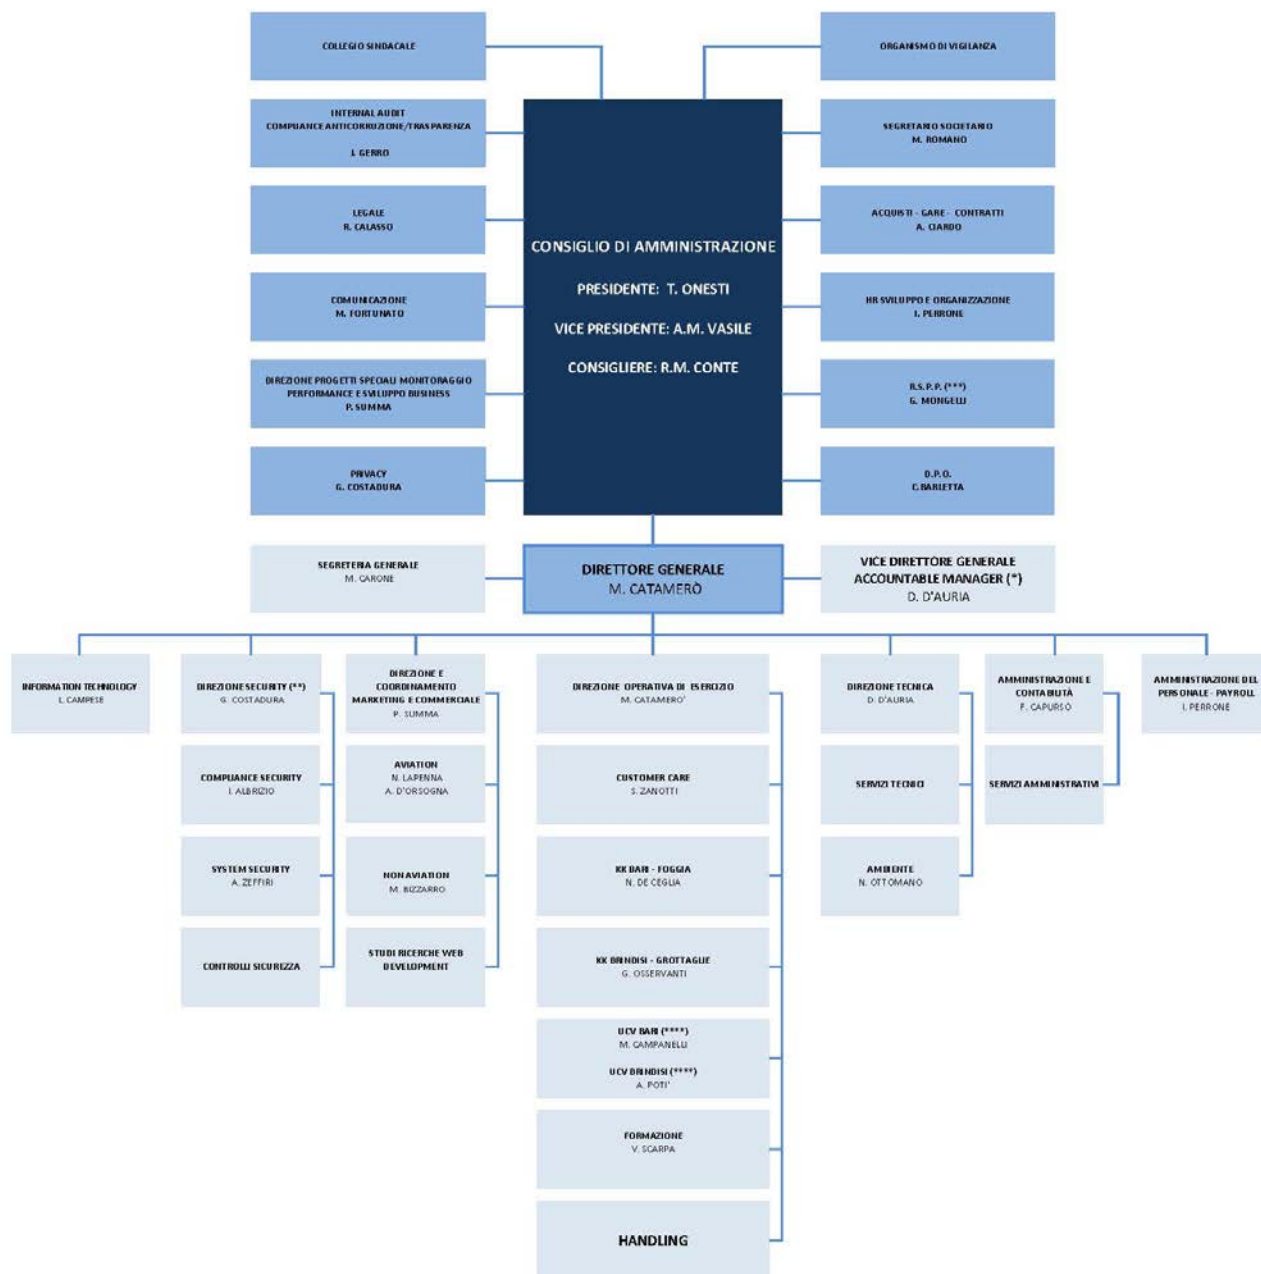 COLLEGIO SINDACALE
ORGANISMO DI VIGILANZA
INTERNAL AUDIT
COMPLIANCE ANTICORRUZIONE/TRASPARENZA
I. GERRO
SEGRETARIO SOCIETARIO
M. ROMANO
LEGALE
R. CALASSO
ACQUISTI - GARE - CONTRATTI
A. CIARDO
CONSIGLIO DI AMMINISTRAZIONE
PRESIDENTE: T. ONESTI
VICE PRESIDENTE: A.M. VASILE
CONSIGLIERE: R.M. CONTE
COMUNICAZIONE
M. FORTUNATO
HR SVILUPPO E ORGANIZZAZIONE
I. PERRONE
DIREZIONE PROGETTI SPECIALI MONITORAGGIO
PERFORMANCE E SVILUPPO BUSINESS
P. SUMMA
R.S.P.P. (***)
G. MONGELLI
PRIVACY
G. COSTADURA
D.P.O.
C.BARLETTA
SEGRETERIA GENERALE
M. CARONE
DIRETTORE GENERALE
M. CATAMERÒ
VICE DIRETTORE GENERALE
ACCOUNTABLE MANAGER (*)
D. D'AURIA
INFORMATION TECHNOLOGY
L. CAMPESE
DIREZIONE SECURITY (**)
G. COSTADURA
DIREZIONE E
COORDINAMENTO
MARKETING E COMMERCIALE
P. SUMMA
DIREZIONE OPERATIVA DI ESERCIZIO
M. CATAMERO'
DIREZIONE TECNICA
D. D'AURIA
AMMINISTRAZIONE E
CONTABILITÀ
F. CAPURSO
AMMINISTRAZIONE DEL
PERSONALE - PAYROLL
I. PERRONE
COMPLIANCE SECURITY
I. ALBRIZIO
AVIATION
N. LAPENNA
A. D'ORSOGNA
CUSTOMER CARE
S. ZANOTTI
SERVIZI TECNICI
SERVIZI AMMINISTRATIVI
SYSTEM SECURITY
A. ZEFFIRI
NON AVIATION
M. BIZZARRO
KK BARI - FOGGIA
N. DE CEGLIA
AMBIENTE
N. OTTOMANO
CONTROLLI SICUREZZA
STUDI RICERCHE WEB
DEVELOPMENT
KK BRINDISI - GROTTAGLIE
G. OSSERVANTI
UCV BARI (****)
M. CAMPANELLI
UCV BRINDISI (****)
A. POTI'
FORMAZIONE
V. SCARPA
HANDLING